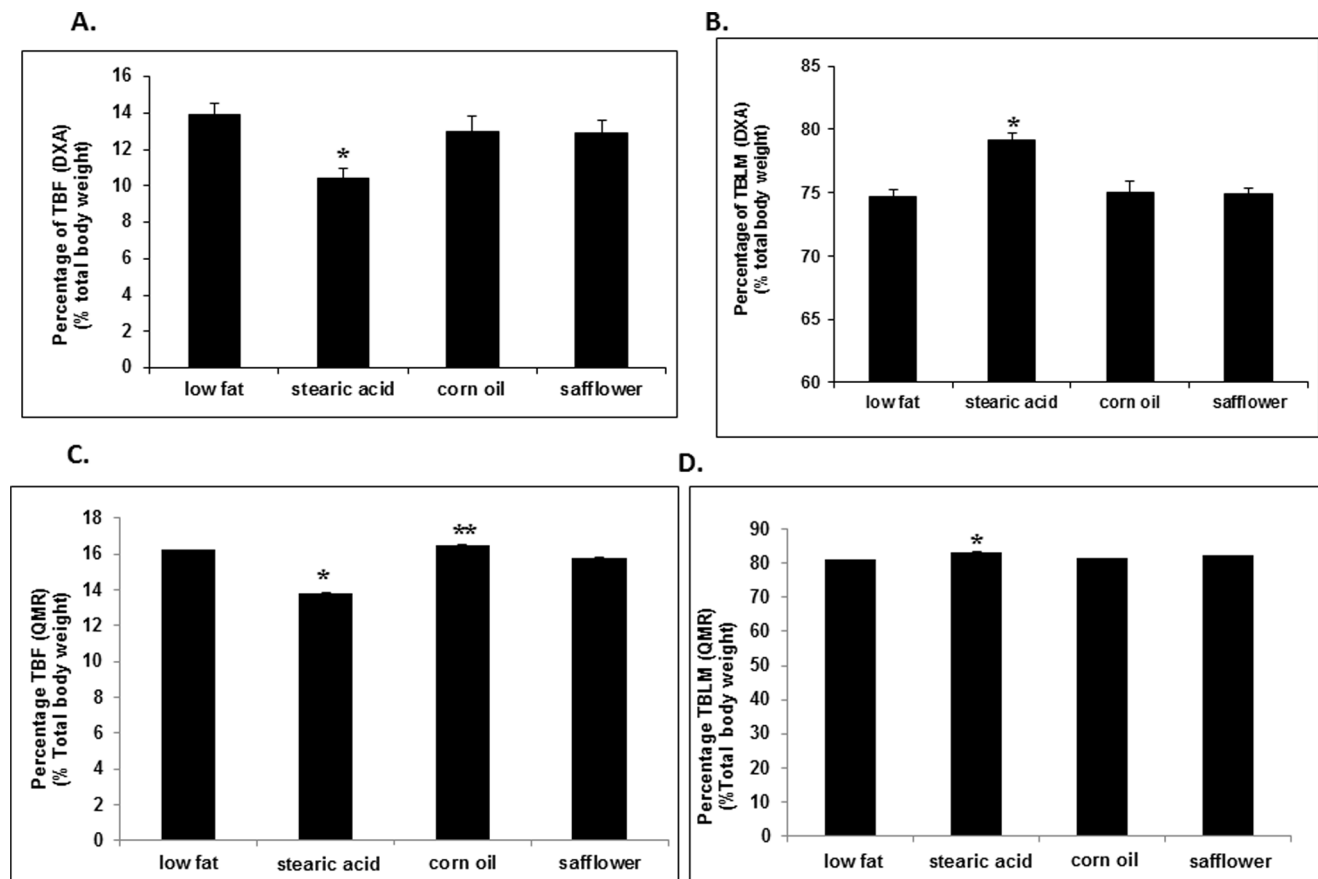 A.
Percentage of TBF (DXA)
(% total body weight)
16
14
12
10
8
6
4
2
0
*
low fat
stearic acid
corn oil
safflower
B.
Percentage of TBLM (DXA)
(% total body weight)
85
80
75
70
65
60
*
low fat
stearic acid
corn oil
safflower
C.
Percentage TBF (QMR)
(% Total body weight)
18
16
14
12
10
8
6
4
2
0
*
**
low fat
stearic acid
corn oil
safflower
D.
Percentage TBLM (QMR)
(%Total body weight)
90
80
70
60
50
40
30
20
10
0
*
low fat
stearic acid
corn oil
safflower